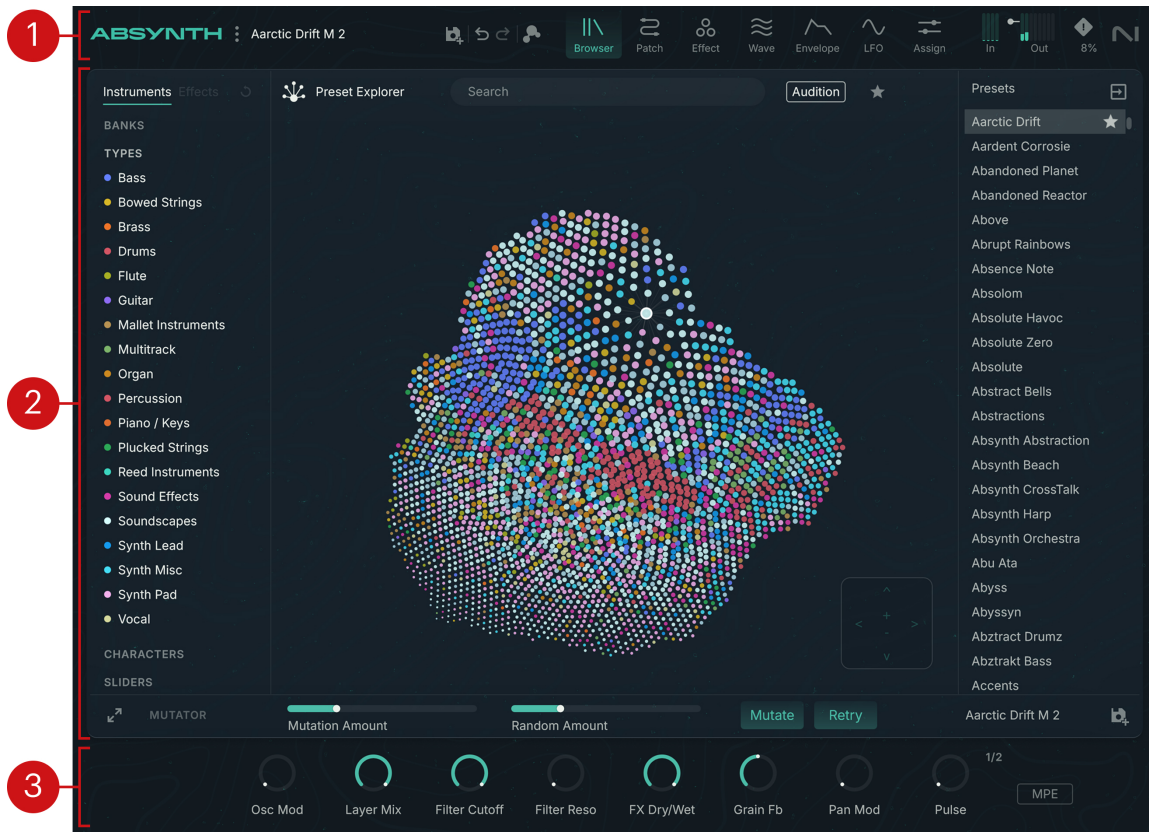 1
ABSYNTH
Aarctic Drift M 2
Browser
Patch
Effect
Wave
Envelope
LFO
Assign
In
Out
8%
2
Instruments
Effects
BANKS
TYPES
Bass
Bowed Strings
Brass
Drums
Flute
Guitar
Mallet Instruments
Multitrack
Organ
Percussion
Piano / Keys
Plucked Strings
Reed Instruments
Sound Effects
Soundscapes
Synth Lead
Synth Misc
Synth Pad
Vocal
CHARACTERS
SLIDERS
Preset Explorer
Search
Audition
Presets
Aarctic Drift
Aardent Corrosie
Abandoned Planet
Abandoned Reactor
Above
Abrupt Rainbows
Absence Note
Absolom
Absolute Havoc
Absolute Zero
Absolute
Abstract Bells
Abstractions
Absynth Abstraction
Absynth Beach
Absynth CrossTalk
Absynth Harp
Absynth Orchestra
Abu Ata
Abyss
Abyssyn
Abztract Drumz
Abztrakt Bass
Accents
MUTATOR
Mutation Amount
Random Amount
Mutate
Retry
Aarctic Drift M 2
3
Osc Mod
Layer Mix
Filter Cutoff
Filter Reso
FX Dry/Wet
Grain Fb
Pan Mod
Pulse
1/2
MPE